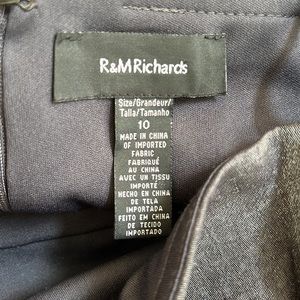 R&MRichards
Size/Grandeur/
Talla/Tamanho
10
MADE IN CHINA
OF IMPORTED
FABRIC
FABRIQUÉ
AU CHINA
AVEC UN TISSU
IMPORTÉ
HECHO EN CHINA
DE TELA
IMPORTADA
FEITO EM CHINA
DE TECIDO
IMPORTADO